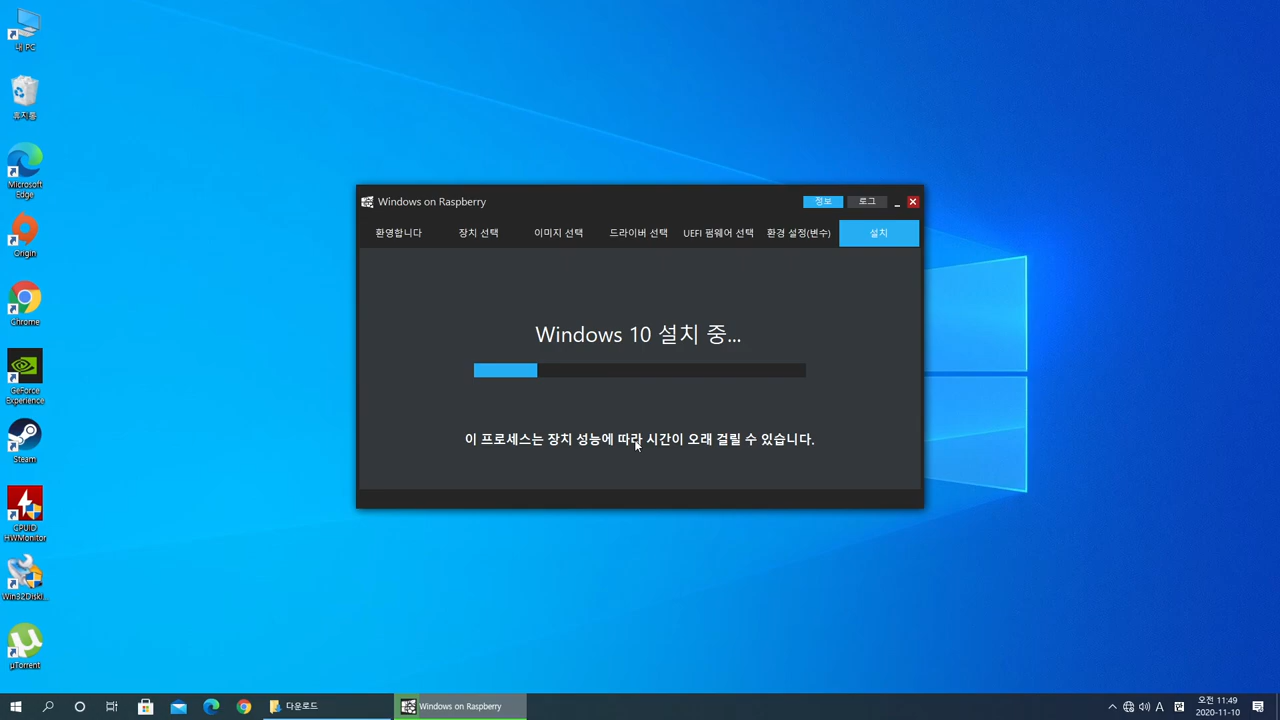 내 PC
휴지통
Microsoft
Edge
Origin
Chrome
GeForce
Experience
Steam
CPUID
HWMonitor
Win32DiskI...
µTorrent
Windows on Raspberry
정보
로그
환영합니다
장치 선택
이미지 선택
드라이버 선택
UEFI 펌웨어 선택
환경 설정(변수)
설치
Windows 10 설치 중...
이 프로세스는 장치 성능에 따라 시간이 오래 걸릴 수 있습니다.
다운로드
Windows on Raspberry
A
오전 11:49
2020-11-10